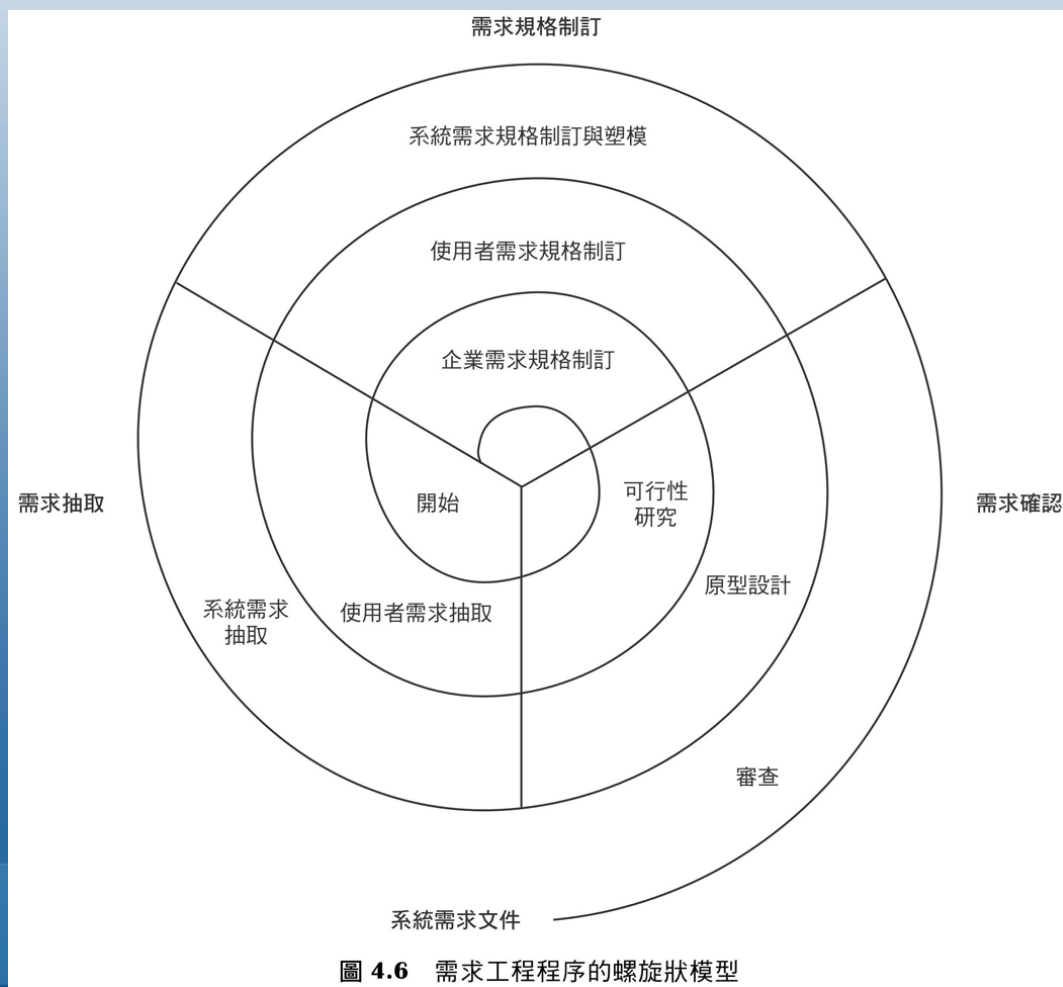 需求規格制訂
系統需求規格制訂與塑模
使用者需求規格制訂
企業需求規格制訂
開始
可行性
研究
需求抽取
需求確認
原型設計
系統需求
抽取
使用者需求抽取
審查
系統需求文件
圖 4.6 需求工程程序的螺旋狀模型